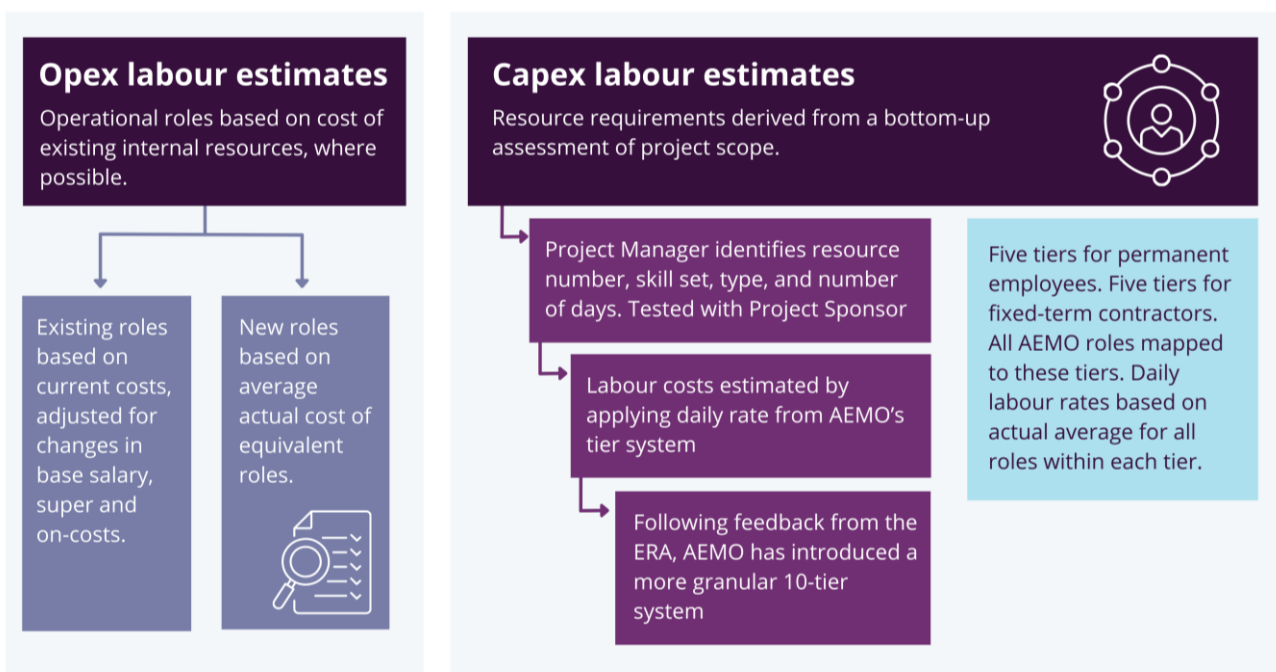 Opex labour estimates
Operational roles based on cost of
existing internal resources, where
possible.
Existing roles
based on
current costs,
adjusted for
changes in
base salary,
super and
on-costs.
New roles
based on
average
actual cost of
equivalent
roles.
Capex labour estimates
Resource requirements derived from a bottom-up
assessment of project scope.
Project Manager identifies resource
number, skill set, type, and number
of days. Tested with Project Sponsor
Labour costs estimated by
applying daily rate from AEMO’s
tier system
Following feedback from the
ERA, AEMO has introduced a
more granular 10-tier
system
Five tiers for permanent
employees. Five tiers for
fixed-term contractors.
All AEMO roles mapped
to these tiers. Daily
labour rates based on
actual average for all
roles within each tier.